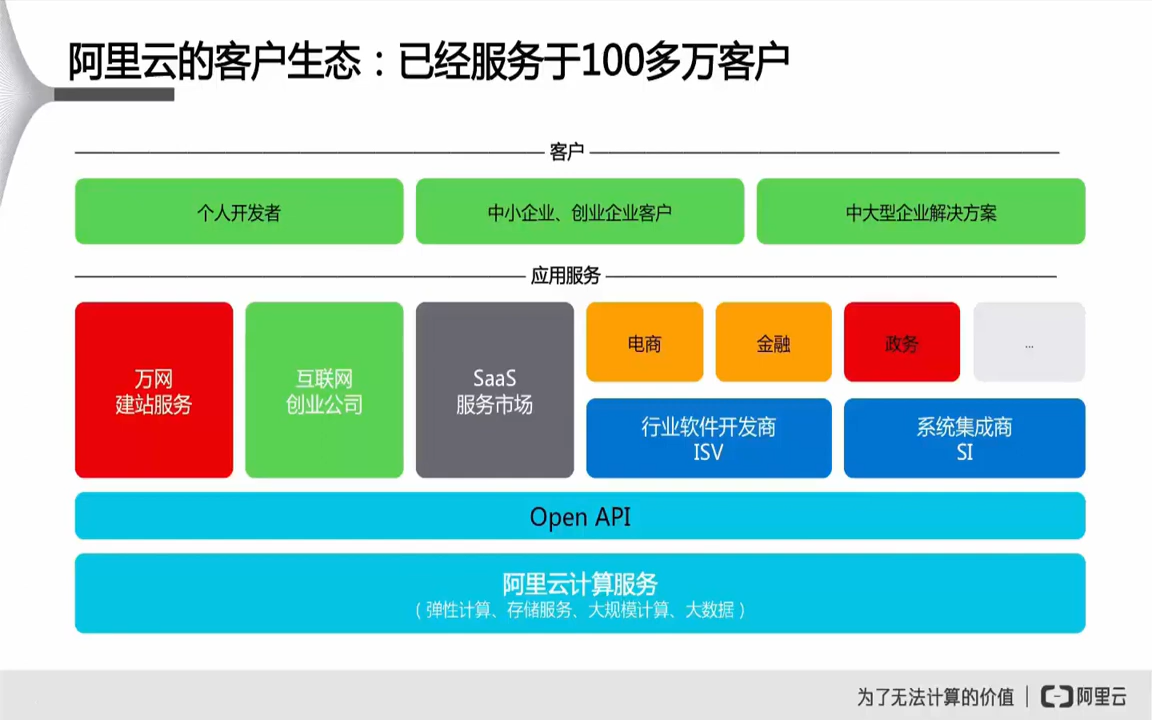 阿里云的客户生态：已经服务于100多万客户
客户
个人开发者
中小企业、创业企业客户
中大型企业解决方案
应用服务
万网
建站服务
互联网
创业公司
SaaS
服务市场
电商
金融
政务
...
行业软件开发商
ISV
系统集成商
SI
Open API
阿里云计算服务
（弹性计算、存储服务、大规模计算、大数据）
为了无法计算的价值 | 阿里云